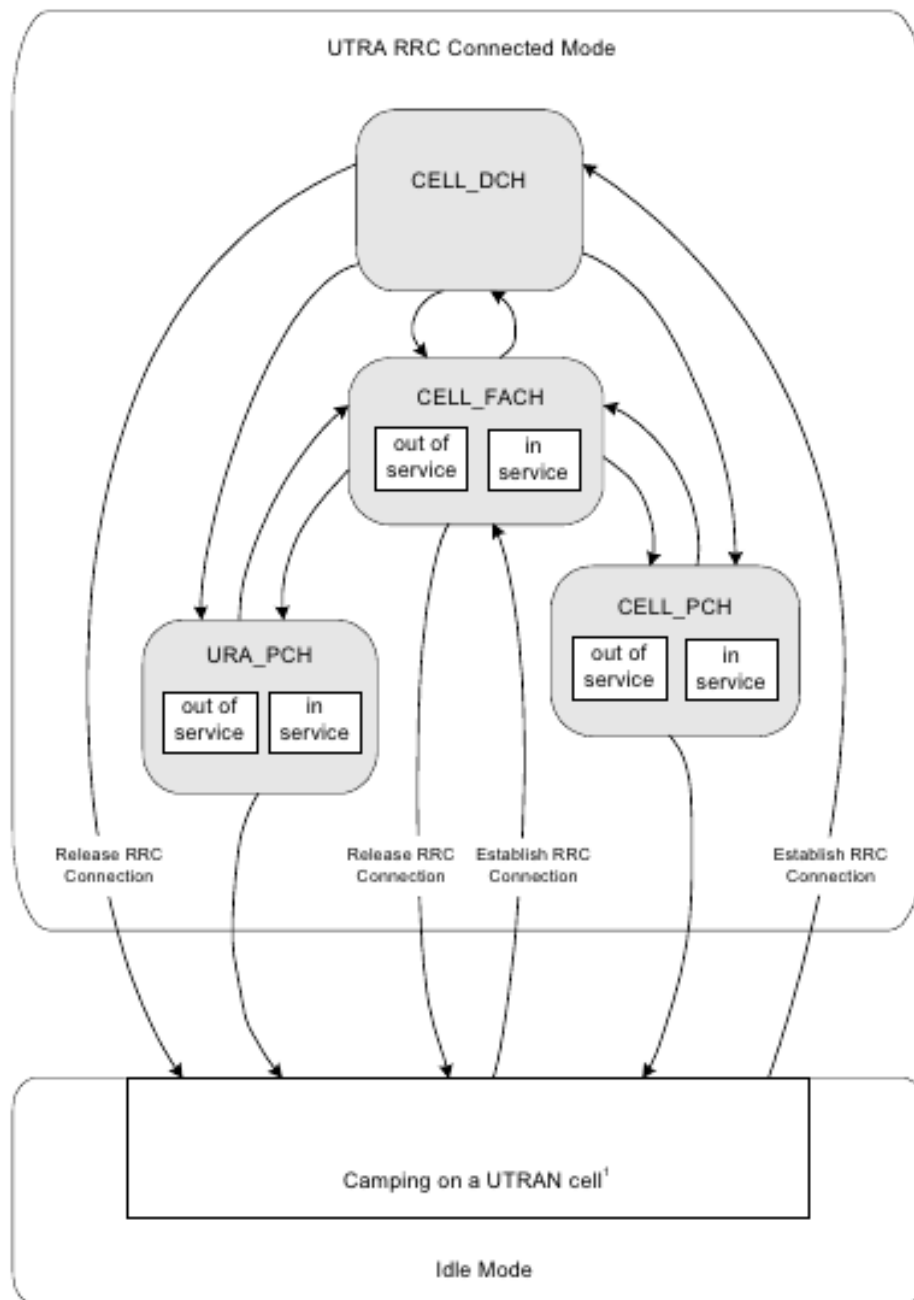 UTRA RRC Connected Mode
CELL_DCH
CELL_FACH
out of
service
in
service
CELL_PCH
out of
service
in
service
URA_PCH
out of
service
in
service
Release RRC
Connection
Release RRC
Connection
Establish RRC
Connection
Establish RRC
Connection
Camping on a UTRAN cell¹
Idle Mode